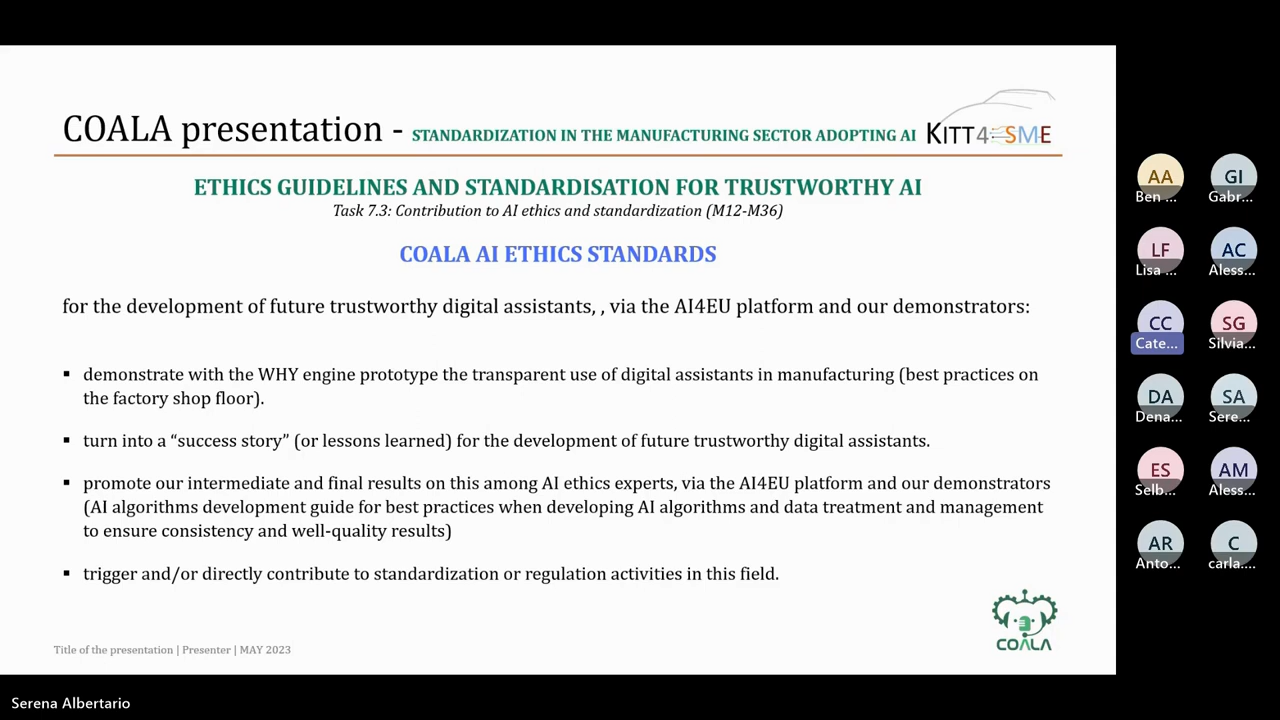 COALA presentation - STANDARDIZATION IN THE MANUFACTURING SECTOR ADOPTING AI
KITT4SME
ETHICS GUIDELINES AND STANDARDISATION FOR TRUSTWORTHY AI
Task 7.3: Contribution to AI ethics and standardization (M12-M36)
COALA AI ETHICS STANDARDS
for the development of future trustworthy digital assistants, , via the AI4EU platform and our demonstrators:
▪ demonstrate with the WHY engine prototype the transparent use of digital assistants in manufacturing (best practices on
the factory shop floor).
▪ turn into a “success story” (or lessons learned) for the development of future trustworthy digital assistants.
▪ promote our intermediate and final results on this among AI ethics experts, via the AI4EU platform and our demonstrators
(AI algorithms development guide for best practices when developing AI algorithms and data treatment and management
to ensure consistency and well-quality results)
▪ trigger and/or directly contribute to standardization or regulation activities in this field.
COALA
Title of the presentation | Presenter | MAY 2023
Serena Albertario
AA GI
Ben ... Gabr...
LF AC
Lisa ... Aless...
CC SG
Cate... Silvia...
DA SA
Dena... Sere...
ES AM
Selb... Aless...
AR C
Anto... carla....